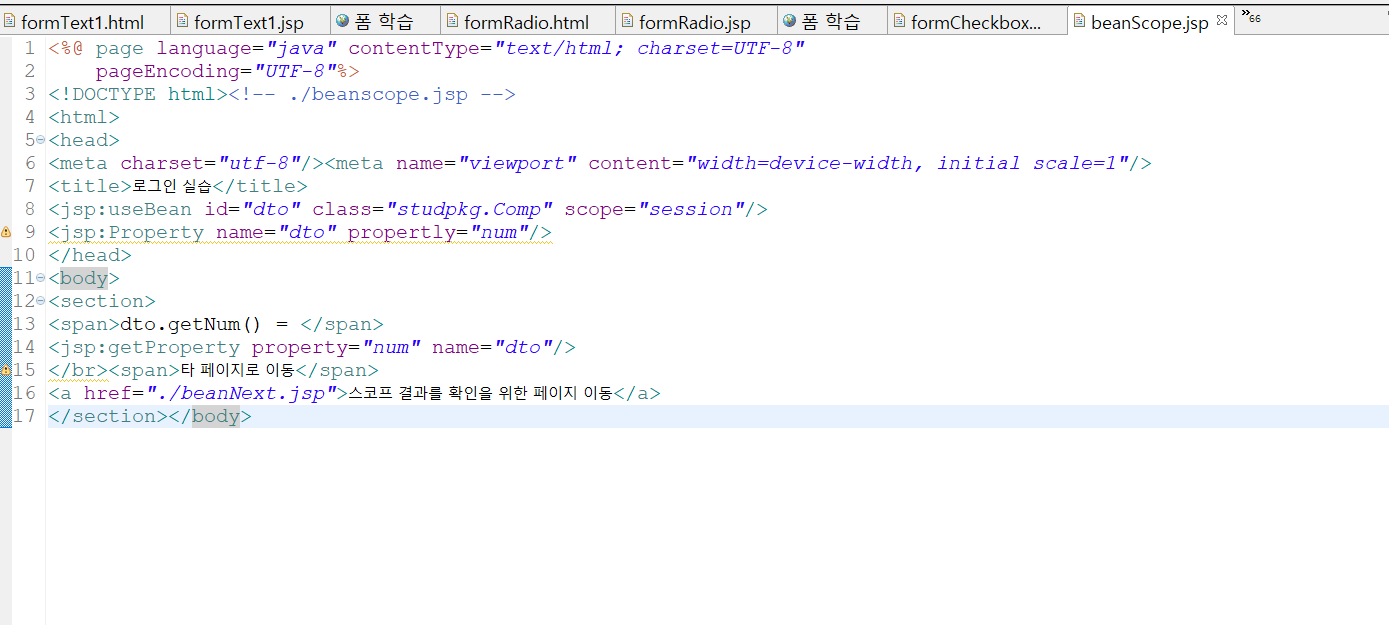 formText1.html formText1.jsp 폼 학습 formRadio.html formRadio.jsp 폼 학습 formCheckbox... beanScope.jsp »66
1 <%@ page language="java" contentType="text/html; charset=UTF-8"
2 pageEncoding="UTF-8"%>
3 <!DOCTYPE html><!-- ./beanscope.jsp -->
4 <html>
5 <head>
6 <meta charset="utf-8"/><meta name="viewport" content="width=device-width, initial scale=1"/>
7 <title>로그인 실습</title>
8 <jsp:useBean id="dto" class="studpkg.Comp" scope="session"/>
9 <jsp:Property name="dto" propertly="num"/>
10 </head>
11 <body>
12 <section>
13 <span>dto.getNum() = </span>
14 <jsp:getProperty property="num" name="dto"/>
15 </br><span>타 페이지로 이동</span>
16 <a href="./beanNext.jsp">스코프 결과를 확인을 위한 페이지 이동</a>
17 </section></body>